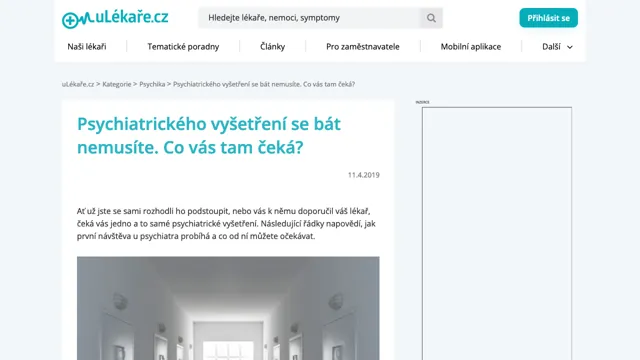 uLékaře.cz
Hledejte lékaře, nemoci, symptomy
Přihlásit se
Naši lékaři
Tematické poradny
Články
Pro zaměstnavatele
Mobilní aplikace
Další
uLékaře.cz > Kategorie > Psychika > Psychiatrického vyšetření se bát nemusíte. Co vás tam čeká?
INZERCE
Psychiatrického vyšetření se bát
nemusíte. Co vás tam čeká?
11.4.2019
Ať už jste se sami rozhodli ho podstoupit, nebo vás k němu doporučil váš lékař,
čeká vás jedno a to samé psychiatrické vyšetření. Následující řádky napovědí, jak
první návštěva u psychiatra probíhá a co od ní můžete očekávat.